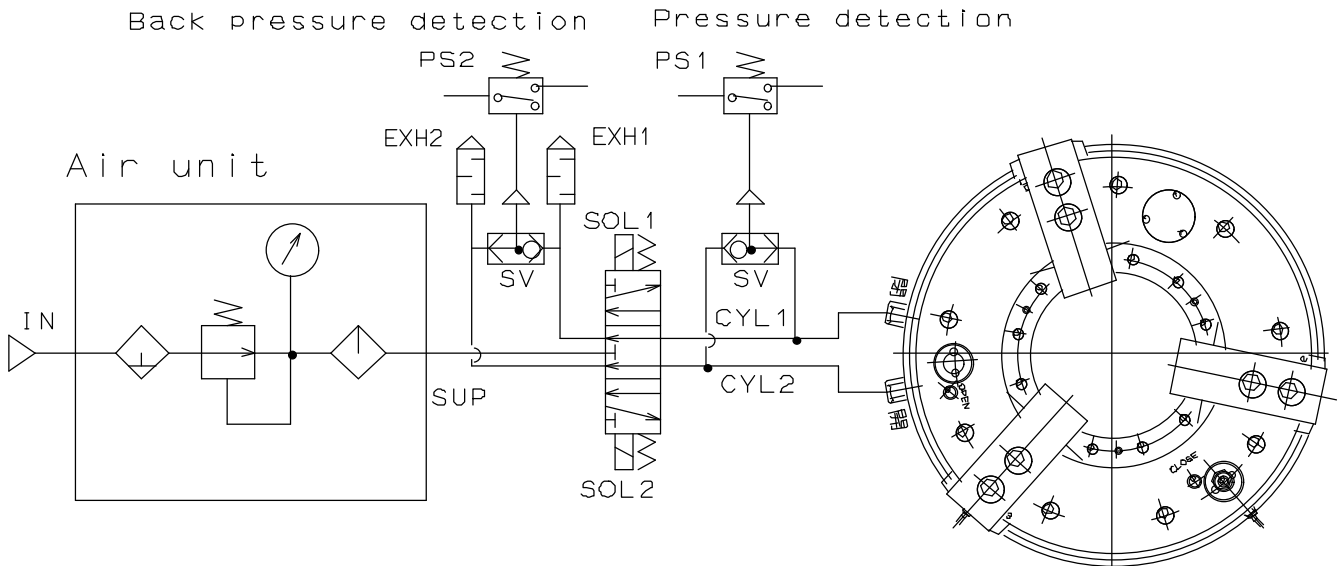 Back pressure detection
Pressure detection
PS2
PS1
EXH2
EXH1
Air unit
SOL1
SV
SV
IN
CYL1
CYL2
SUP
OPEN
CLOSE
SOL2